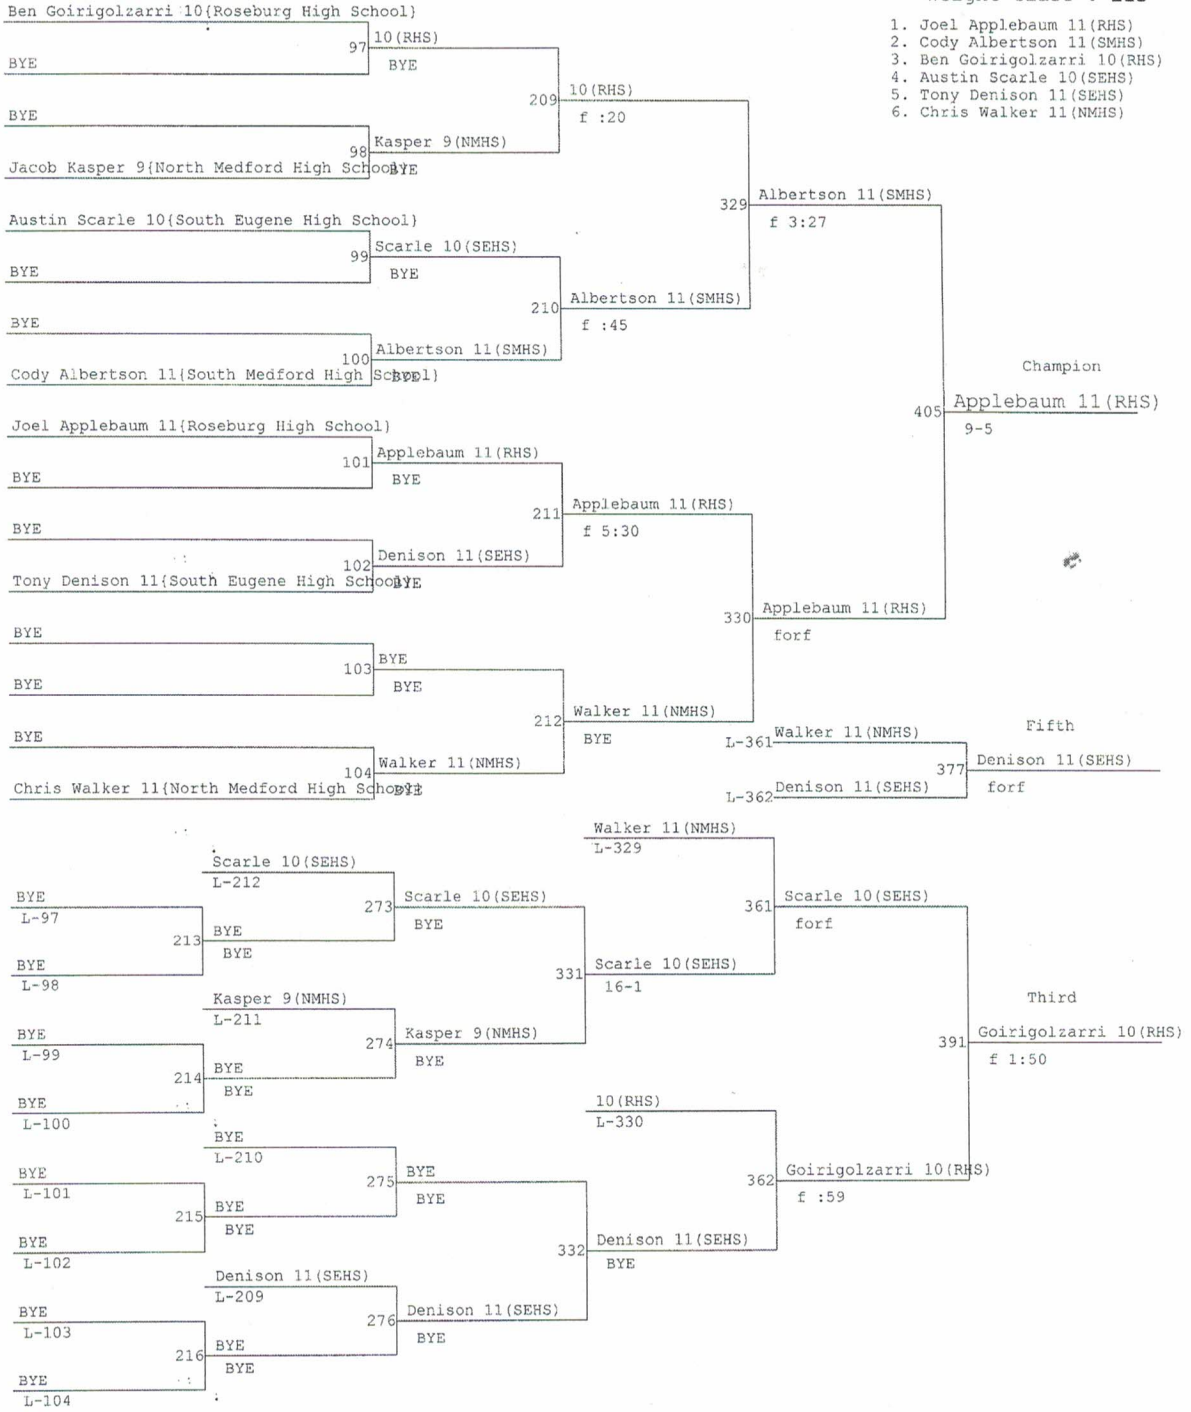 Ben Goirigolzarri 10{Roseburg High School}
1. Joel Applebaum 11(RHS)
2. Cody Albertson 11(SMHS)
3. Ben Goirigolzarri 10(RHS)
4. Austin Scarle 10(SEHS)
5. Tony Denison 11(SEHS)
6. Chris Walker 11(NMHS)
97 10(RHS)
BYE BYE
209 10(RHS)
f :20
BYE
98 Kasper 9(NMHS)
Jacob Kasper 9{North Medford High School} BYE
329 Albertson 11(SMHS)
f 3:27
Austin Scarle 10{South Eugene High School}
99 Scarle 10(SEHS)
BYE BYE
210 Albertson 11(SMHS)
f :45
BYE
100 Albertson 11(SMHS)
Cody Albertson 11{South Medford High School} BYE
Champion
405 Applebaum 11(RHS)
9-5
Joel Applebaum 11{Roseburg High School}
101 Applebaum 11(RHS)
BYE BYE
211 Applebaum 11(RHS)
f 5:30
BYE
102 Denison 11(SEHS)
Tony Denison 11{South Eugene High School} BYE
330 Applebaum 11(RHS)
forf
BYE
103 BYE
BYE BYE
212 Walker 11(NMHS)
BYE
BYE
104 Walker 11(NMHS)
Chris Walker 11{North Medford High School} BYE
Fifth
L-361 Walker 11(NMHS)
377 Denison 11(SEHS)
forf
L-362 Denison 11(SEHS)
Walker 11(NMHS)
L-329
Scarle 10(SEHS)
L-212
BYE
L-97
273 Scarle 10(SEHS)
BYE
361 Scarle 10(SEHS)
forf
213 BYE
BYE
BYE
L-98
331 Scarle 10(SEHS)
16-1
Kasper 9(NMHS)
L-211
Third
BYE
L-99
274 Kasper 9(NMHS)
BYE
391 Goirigolzarri 10(RHS)
f 1:50
214 BYE
BYE
BYE
L-100
10(RHS)
L-330
BYE
L-210
BYE
L-101
275 BYE
BYE
362 Goirigolzarri 10(RHS)
f :59
215 BYE
BYE
BYE
L-102
332 Denison 11(SEHS)
BYE
Denison 11(SEHS)
L-209
BYE
L-103
276 Denison 11(SEHS)
BYE
216 BYE
BYE
BYE
L-104